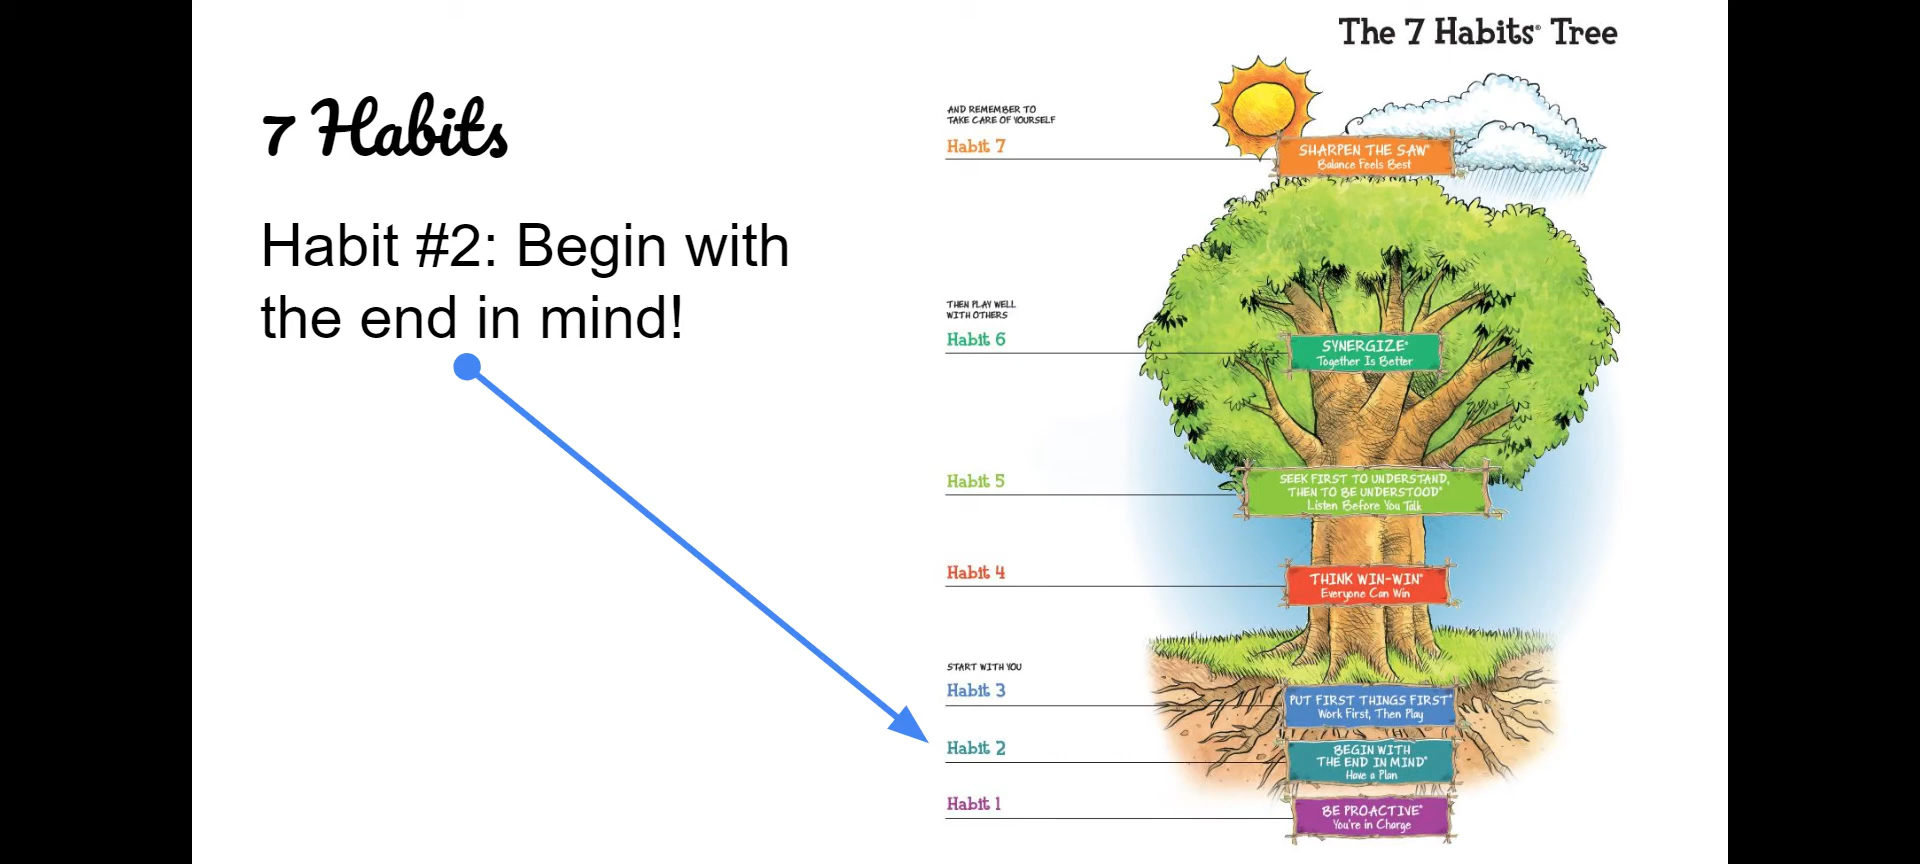 7 Habits
Habit #2: Begin with
the end in mind!
The 7 Habits® Tree
AND REMEMBER TO
TAKE CARE OF YOURSELF
Habit 7
SHARPEN THE SAW®
Balance Feels Best
THEN PLAY WELL
WITH OTHERS
Habit 6
SYNERGIZE®
Together Is Better
Habit 5
SEEK FIRST TO UNDERSTAND,
THEN TO BE UNDERSTOOD®
Listen Before You Talk
Habit 4
THINK WIN-WIN®
Everyone Can Win
START WITH YOU
Habit 3
PUT FIRST THINGS FIRST®
Work First, Then Play
Habit 2
BEGIN WITH
THE END IN MIND®
Have a Plan
Habit 1
BE PROACTIVE®
You're in Charge